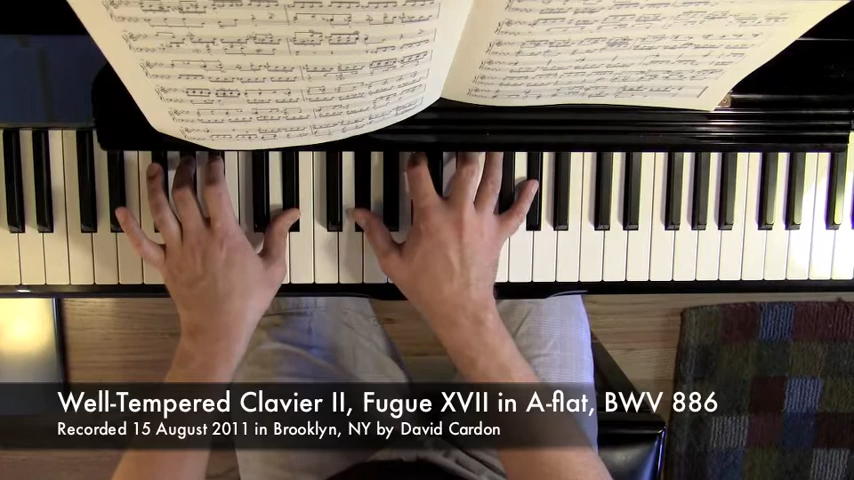 Well-Tempered Clavier II, Fugue XVII in A-flat, BWV 886
Recorded 15 August 2011 in Brooklyn, NY by David Cardon